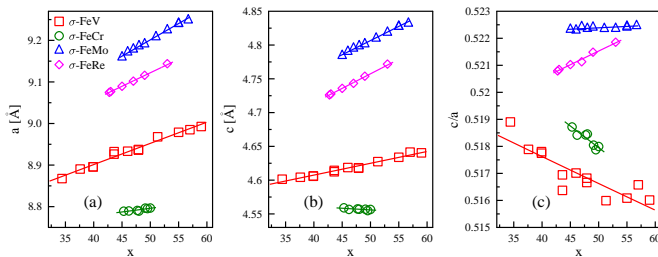 σ-FeV
σ-FeCr
σ-FeMo
σ-FeRe
a [Å]
9.2
9.1
9.0
8.9
8.8
(a)
35 40 45 50 55 60
x
c [Å]
4.85
4.8
4.75
4.7
4.65
4.6
4.55
(b)
35 40 45 50 55 60
x
c/a
0.523
0.522
0.521
0.520
0.519
0.518
0.517
0.516
0.515
(c)
35 40 45 50 55 60
x